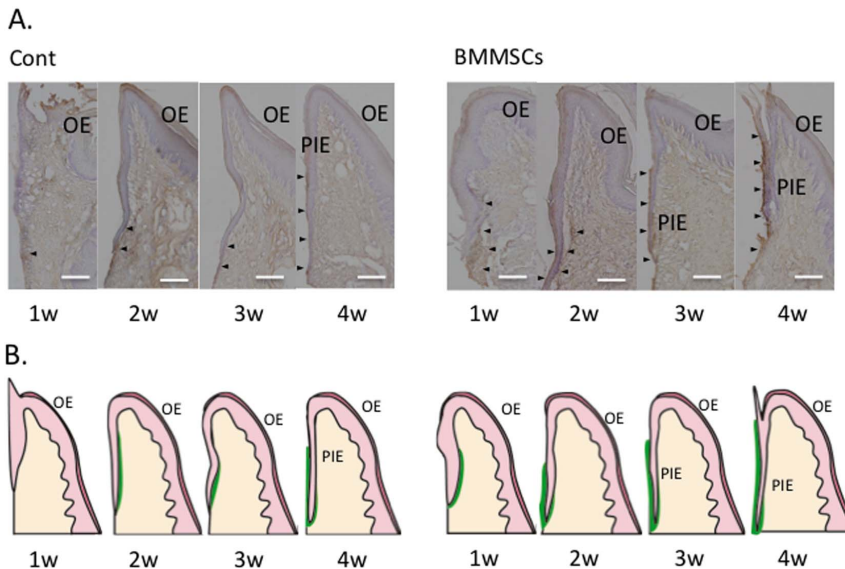 A.
Cont
BMMSCs
OE OE OE PIE OE OE OE OE PIE OE PIE
1w 2w 3w 4w 1w 2w 3w 4w
B.
OE OE OE PIE OE OE OE OE PIE OE PIE
1w 2w 3w 4w 1w 2w 3w 4w